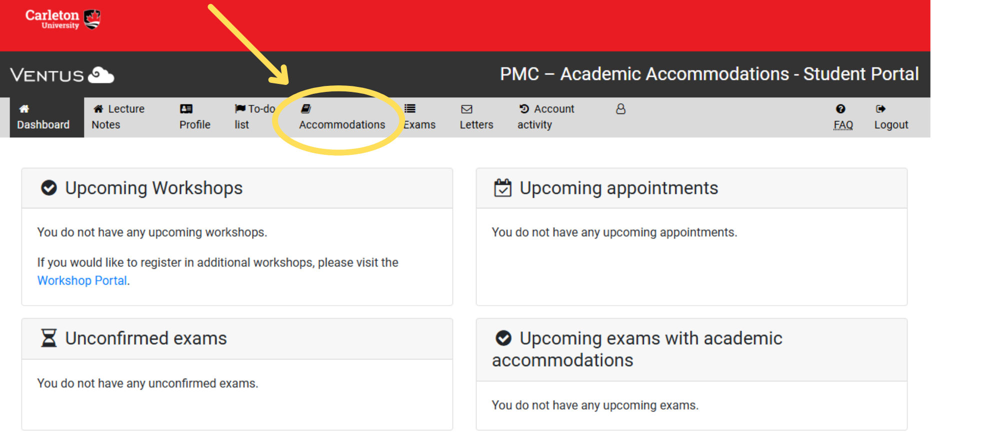 Carleton
University
VENTUS
PMC – Academic Accommodations - Student Portal
Dashboard
Lecture
Notes
Profile
To-do
list
Accommodations
Exams
Letters
Account
activity
FAQ
Logout
Upcoming Workshops
You do not have any upcoming workshops.
If you would like to register in additional workshops, please visit the
Workshop Portal.
Upcoming appointments
You do not have any upcoming appointments.
Unconfirmed exams
You do not have any unconfirmed exams.
Upcoming exams with academic
accommodations
You do not have any upcoming exams.